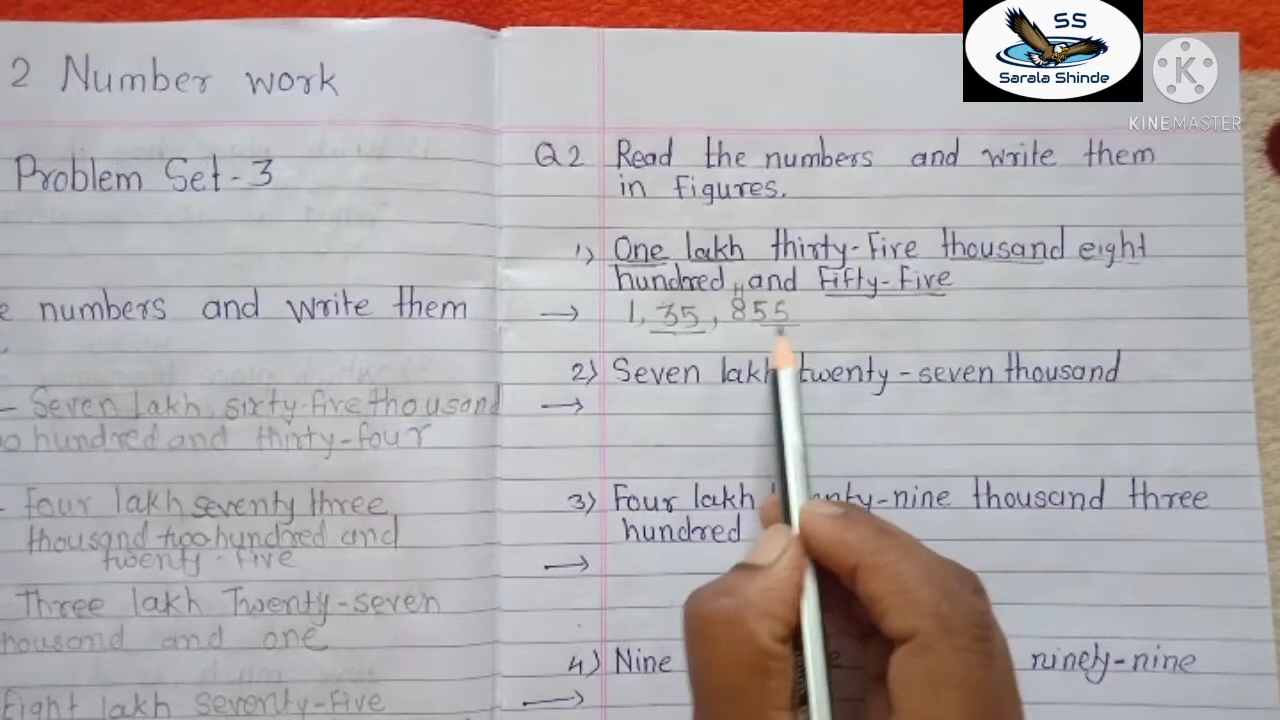 SS
Sarala Shinde
KINEMASTER
2 Number work
Problem Set-3
numbers and write them
- Seven lakh sixty-five thousand
hundred and thirty-four
- four lakh seventy three
thousand two hundred and
twenty-five
Three lakh Twenty-seven
and one
Eight lakh seventy-five
Q2 Read the numbers and write them
in figures.
1) One lakh thirty-five thousand eight
hundred and Fifty-Five
→ 1,35,855
2) Seven lakh twenty-seven thousand
→
3) Four lakh nine thousand three
hundred
→
4) Nine ninety-nine
→